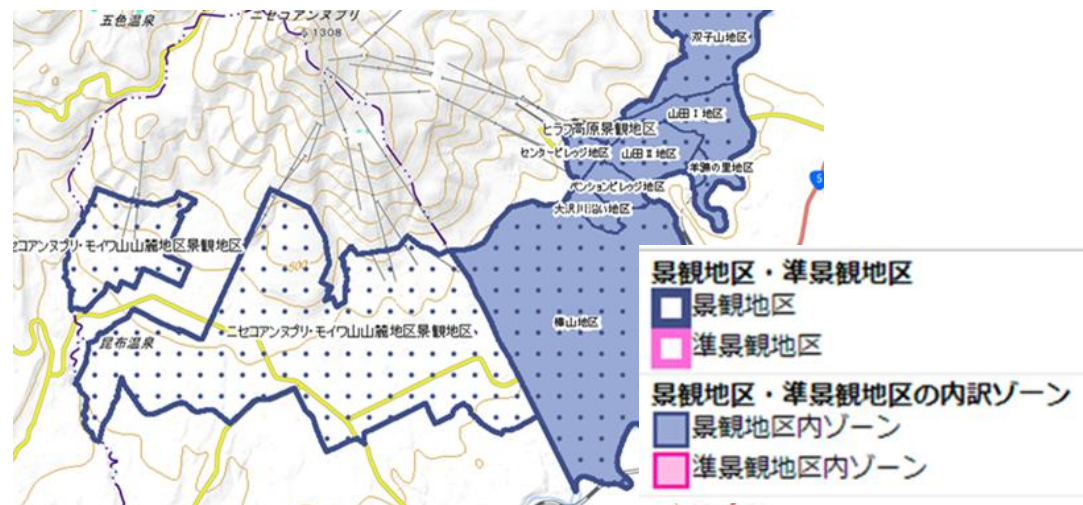 五色温泉
ニセコアンヌプリ
1308
双子山地区
山田Ⅰ地区
ヒラフ高原景観地区
センタービレッジ地区
山田Ⅱ地区
羊蹄の里地区
5
ペンションビレッジ地区
大沢川沿い地区
セコアンヌプリ・モイワ山山麓地区景観地区
500
ニセコアンヌプリ・モイワ山山麓地区景観地区
樺山地区
昆布温泉
景観地区・準景観地区
景観地区
準景観地区
景観地区・準景観地区の内訳ゾーン
景観地区内ゾーン
準景観地区内ゾーン